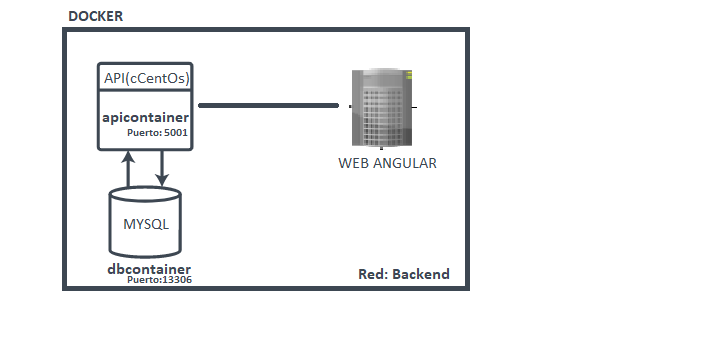 DOCKER
API(cCentOs)
apicontainer
Puerto: 5001
WEB ANGULAR
MYSQL
dbcontainer
Puerto:13306
Red: Backend